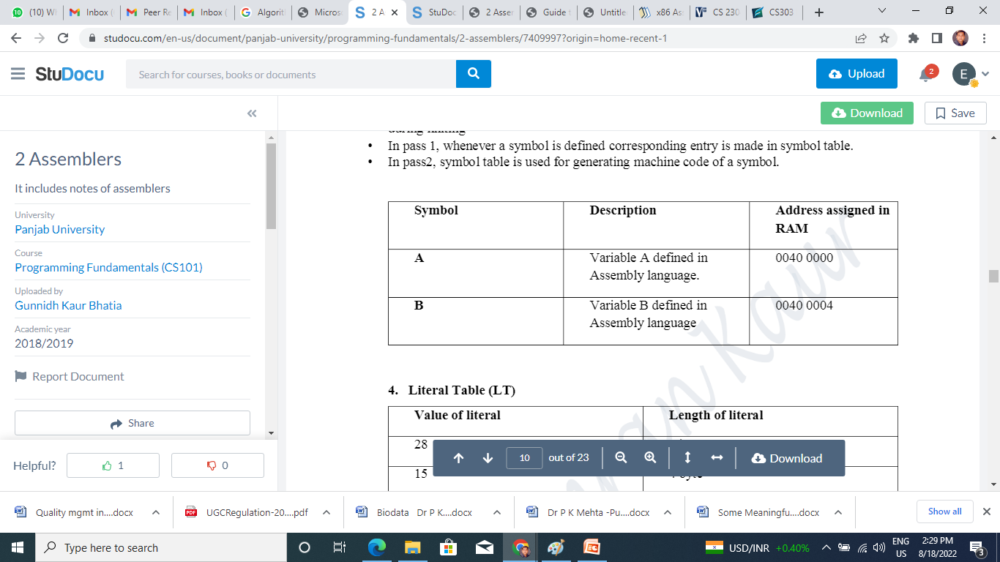 (10) W
Inbox (
Peer Re
Inbox (
Algorit
Micros
2 A
StuDoc
2 Asser
Guide t
Untitle
x86 As
CS 230
CS303
studocu.com/en-us/document/panjab-university/programming-fundamentals/2-assemblers/7409997?origin=home-recent-1
StuDocu
Search for courses, books or documents
Upload
2
E
Download
Save
2 Assemblers
It includes notes of assemblers
University
Panjab University
Course
Programming Fundamentals (CS101)
Uploaded by
Gunnidh Kaur Bhatia
Academic year
2018/2019
Report Document
Share
Helpful?
1
0
during linking
• In pass 1, whenever a symbol is defined corresponding entry is made in symbol table.
• In pass2, symbol table is used for generating machine code of a symbol.
Symbol Description Address assigned in
RAM
A Variable A defined in 0040 0000
Assembly language.
B Variable B defined in 0040 0004
Assembly language
Kaur
4. Literal Table (LT)
Value of literal Length of literal
28
10 out of 23 Download
15
Quality mgmt in....docx
UGCRegulation-20....pdf
Biodata Dr P K....docx
Dr P K Mehta -Pu....docx
Some Meaningfu....docx
Show all
Type here to search
USD/INR +0.40%
ENG
US
2:29 PM
8/18/2022
3